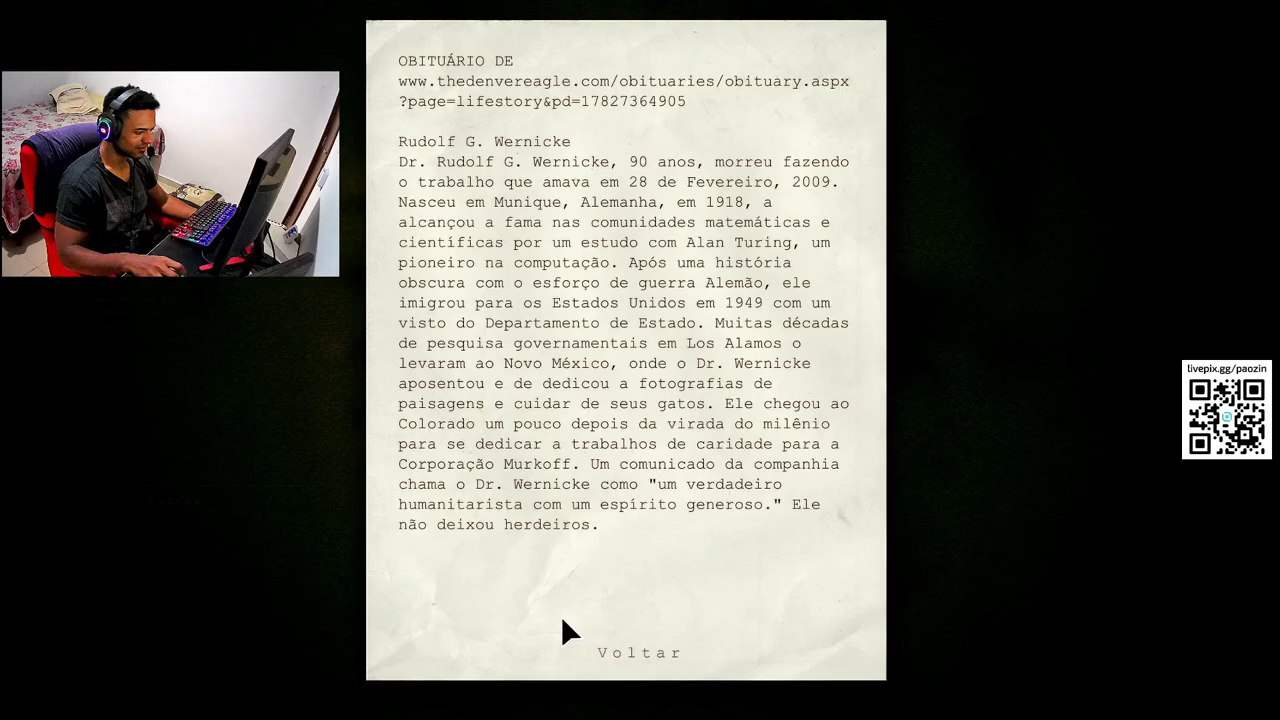 OBITUÁRIO DE
www.thedenvereagle.com/obituaries/obituary.aspx
?page=lifestory&pd=17827364905
Rudolf G. Wernicke
Dr. Rudolf G. Wernicke, 90 anos, morreu fazendo
o trabalho que amava em 28 de Fevereiro, 2009.
Nasceu em Munique, Alemanha, em 1918, a
alcançou a fama nas comunidades matemáticas e
científicas por um estudo com Alan Turing, um
pioneiro na computação. Após uma história
obscura com o esforço de guerra Alemão, ele
imigrou para os Estados Unidos em 1949 com um
visto do Departamento de Estado. Muitas décadas
de pesquisa governamentais em Los Alamos o
levaram ao Novo México, onde o Dr. Wernicke
aposentou e de dedicou a fotografias de
paisagens e cuidar de seus gatos. Ele chegou ao
Colorado um pouco depois da virada do milênio
para se dedicar a trabalhos de caridade para a
Corporação Murkoff. Um comunicado da companhia
chama o Dr. Wernicke como "um verdadeiro
humanitarista com um espírito generoso." Ele
não deixou herdeiros.
Voltar
livepix.gg/paozin